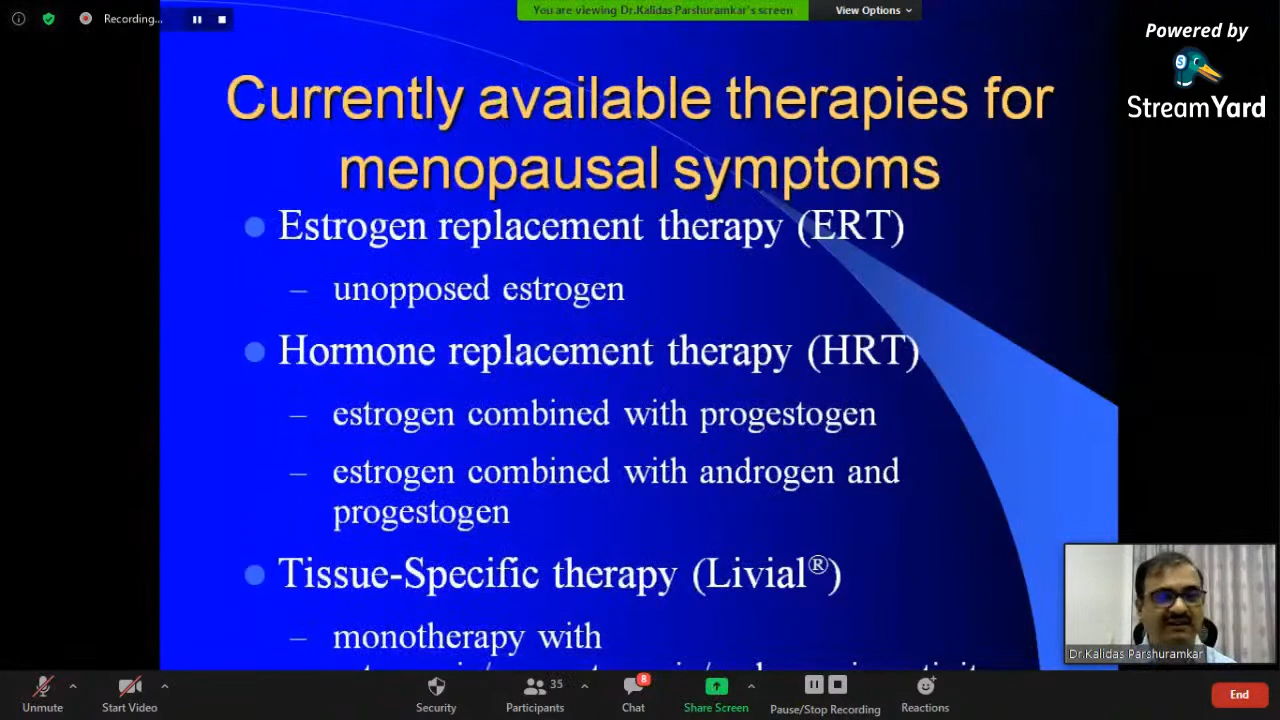 Recording...
You are viewing Dr.Kalidas Parshuramkar's screen
View Options
Powered by
StreamYard
Currently available therapies for
menopausal symptoms
Estrogen replacement therapy (ERT)
– unopposed estrogen
Hormone replacement therapy (HRT)
– estrogen combined with progestogen
– estrogen combined with androgen and
progestogen
Tissue-Specific therapy (Livial®)
– monotherapy with
Dr.Kalidas Parshuramkar
Unmute
Start Video
Security
Participants
35
Chat
8
Share Screen
Pause/Stop Recording
Reactions
End